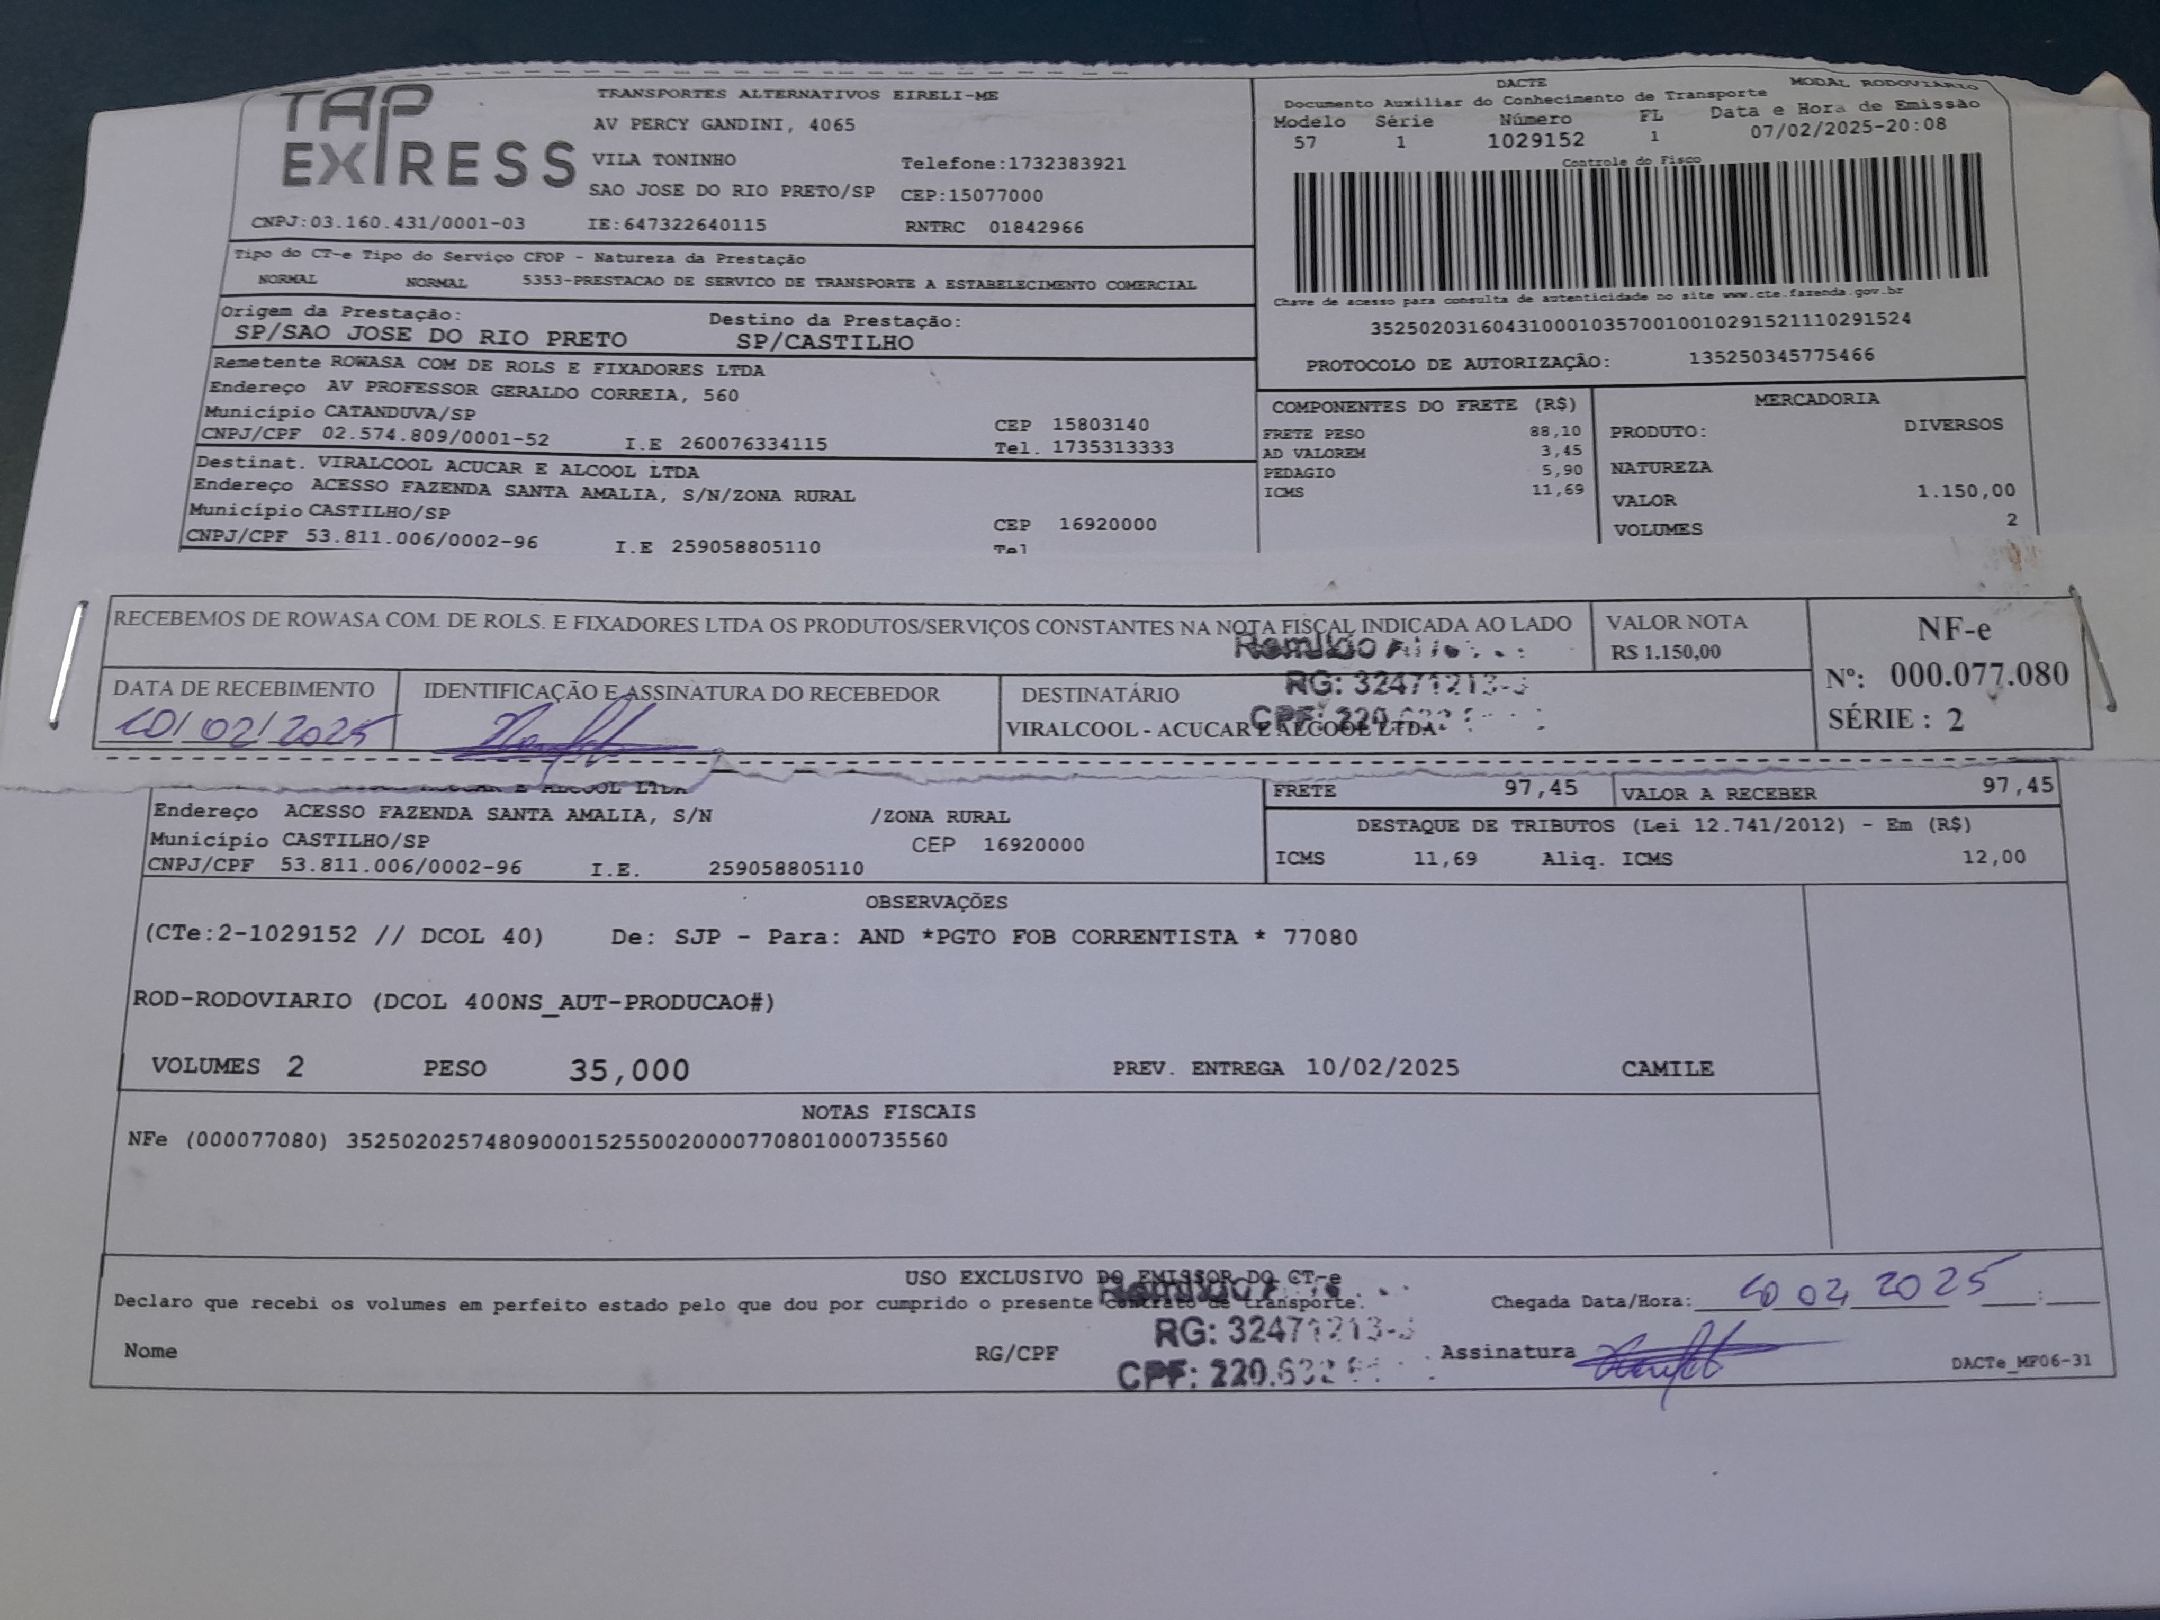 TAP EXPRESS
TRANSPORTES ALTERNATIVOS EIRELI-ME
AV PERCY GANDINI, 4065
VILA TONINHO Telefone:1732383921
SAO JOSE DO RIO PRETO/SP CEP:15077000
CNPJ:03.160.431/0001-03 IE:647322640115 RNTRC 01842966
DACTE MODAL RODOVIÁRIO
Documento Auxiliar do Conhecimento de Transporte
Modelo Série Número FL Data e Hora de Emissão
57 1 1029152 1 07/02/2025-20:08
Controle do Fisco
Chave de acesso para consulta de autenticidade no site www.cte.fazenda.gov.br
35250203160431000103570010010291521110291524
PROTOCOLO DE AUTORIZAÇÃO: 135250345775466
Tipo do CT-e Tipo do Serviço CFOP - Natureza da Prestação
NORMAL NORMAL 5353-PRESTACAO DE SERVICO DE TRANSPORTE A ESTABELECIMENTO COMERCIAL
Origem da Prestação: Destino da Prestação:
SP/SAO JOSE DO RIO PRETO SP/CASTILHO
Remetente ROWASA COM DE ROLS E FIXADORES LTDA
Endereço AV PROFESSOR GERALDO CORREIA, 560
Município CATANDUVA/SP CEP 15803140
CNPJ/CPF 02.574.809/0001-52 I.E 260076334115 Tel. 1735313333
Destinat. VIRALCOOL ACUCAR E ALCOOL LTDA
Endereço ACESSO FAZENDA SANTA AMALIA, S/N/ZONA RURAL
Município CASTILHO/SP CEP 16920000
CNPJ/CPF 53.811.006/0002-96 I.E 259058805110 Tel
COMPONENTES DO FRETE (R$)
FRETE PESO 88,10
AD VALOREM 3,45
PEDAGIO 5,90
ICMS 11,69
MERCADORIA
PRODUTO: DIVERSOS
NATUREZA
VALOR 1.150,00
VOLUMES 2
RECEBEMOS DE ROWASA COM. DE ROLS. E FIXADORES LTDA OS PRODUTOS/SERVIÇOS CONSTANTES NA NOTA FISCAL INDICADA AO LADO
VALOR NOTA
R$ 1.150,00
NF-e
Nº: 000.077.080
SÉRIE : 2
DATA DE RECEBIMENTO
10/02/2025
IDENTIFICAÇÃO E ASSINATURA DO RECEBEDOR
DESTINATÁRIO
VIRALCOOL - ACUCAR E ALCOOL LTDA
RG: 32471213-
CPF: 220.
E ALCOOL LTDA
Endereço ACESSO FAZENDA SANTA AMALIA, S/N /ZONA RURAL
Município CASTILHO/SP CEP 16920000
CNPJ/CPF 53.811.006/0002-96 I.E. 259058805110
FRETE 97,45 VALOR A RECEBER 97,45
DESTAQUE DE TRIBUTOS (Lei 12.741/2012) - Em (R$)
ICMS 11,69 Aliq. ICMS 12,00
OBSERVAÇÕES
(CTe:2-1029152 // DCOL 40) De: SJP - Para: AND *PGTO FOB CORRENTISTA * 77080
ROD-RODOVIARIO (DCOL 400NS_AUT-PRODUCAO#)
VOLUMES 2 PESO 35,000 PREV. ENTREGA 10/02/2025 CAMILE
NOTAS FISCAIS
NFe (000077080) 35250202574809000152550020000770801000735560
USO EXCLUSIVO DO EMISSOR DO CT-e
Declaro que recebi os volumes em perfeito estado pelo que dou por cumprido o presente contrato de transporte.
Chegada Data/Hora: 10 02 2025 :
Nome RG/CPF Assinatura
RG: 32471213-
CPF: 220.632
DACTe_MF06-31